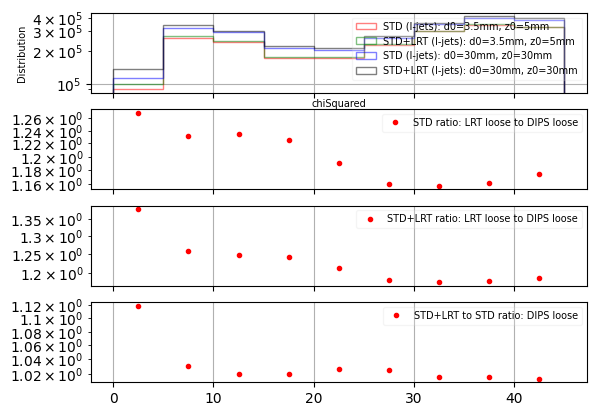 4 × 10⁵
3 × 10⁵
2 × 10⁵
10⁵
Distribution
STD (l-jets): d0=3.5mm, z0=5mm
STD+LRT (l-jets): d0=3.5mm, z0=5mm
STD (l-jets): d0=30mm, z0=30mm
STD+LRT (l-jets): d0=30mm, z0=30mm
chiSquared
1.26 × 10⁰
1.24 × 10⁰
1.22 × 10⁰
1.2 × 10⁰
1.18 × 10⁰
1.16 × 10⁰
STD ratio: LRT loose to DIPS loose
1.35 × 10⁰
1.3 × 10⁰
1.25 × 10⁰
1.2 × 10⁰
STD+LRT ratio: LRT loose to DIPS loose
1.12 × 10⁰
1.1 × 10⁰
1.08 × 10⁰
1.06 × 10⁰
1.04 × 10⁰
1.02 × 10⁰
STD+LRT to STD ratio: DIPS loose
0 10 20 30 40